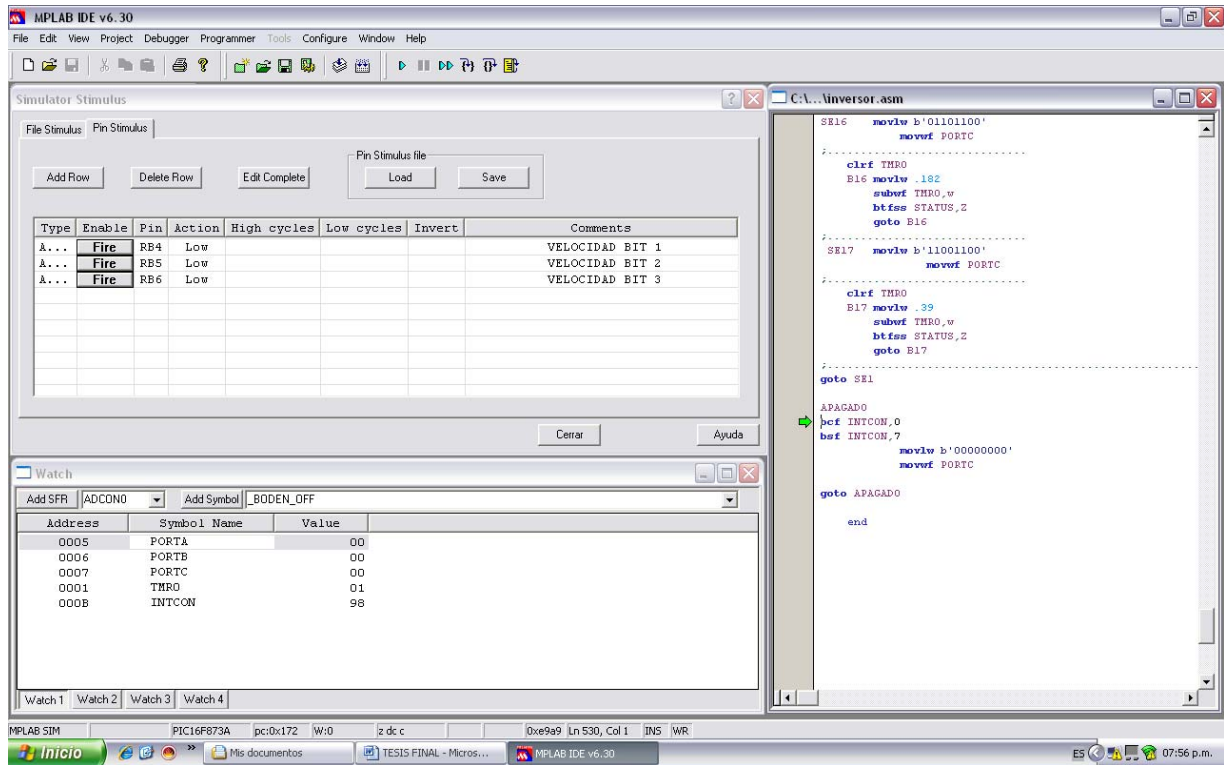 MPLAB IDE v6.30
File Edit View Project Debugger Programmer Tools Configure Window Help
Simulator Stimulus
File Stimulus Pin Stimulus
Pin Stimulus file
Add Row Delete Row Edit Complete Load Save
Type Enable Pin Action High cycles Low cycles Invert Comments
A... Fire RB4 Low VELOCIDAD BIT 1
A... Fire RB5 Low VELOCIDAD BIT 2
A... Fire RB6 Low VELOCIDAD BIT 3
Cerrar Ayuda
Watch
Add SFR ADCON0 Add Symbol _BODEN_OFF
Address Symbol Name Value
0005 PORTA 00
0006 PORTB 00
0007 PORTC 00
0001 TMR0 01
000B INTCON 98
Watch 1 Watch 2 Watch 3 Watch 4
C:\...\inversor.asm
SE16 movlw b'01101100'
movwf PORTC
;..............................
clrf TMR0
B16 movlw .182
subwf TMR0,w
btfss STATUS,Z
goto B16
;..............................
SE17 movlw b'11001100'
movwf PORTC
;..............................
clrf TMR0
B17 movlw .39
subwf TMR0,w
btfss STATUS,Z
goto B17
;........................................................
goto SE1
APAGADO
bcf INTCON,0
bsf INTCON,7
movlw b'00000000'
movwf PORTC
goto APAGADO
end
MPLAB SIM PIC16F873A pc:0x172 W:0 z dc c 0xe9a9 Ln 530, Col 1 INS WR
Inicio Mis documentos TESIS FINAL - Micros... MPLAB IDE v6.30 ES 07:56 p.m.